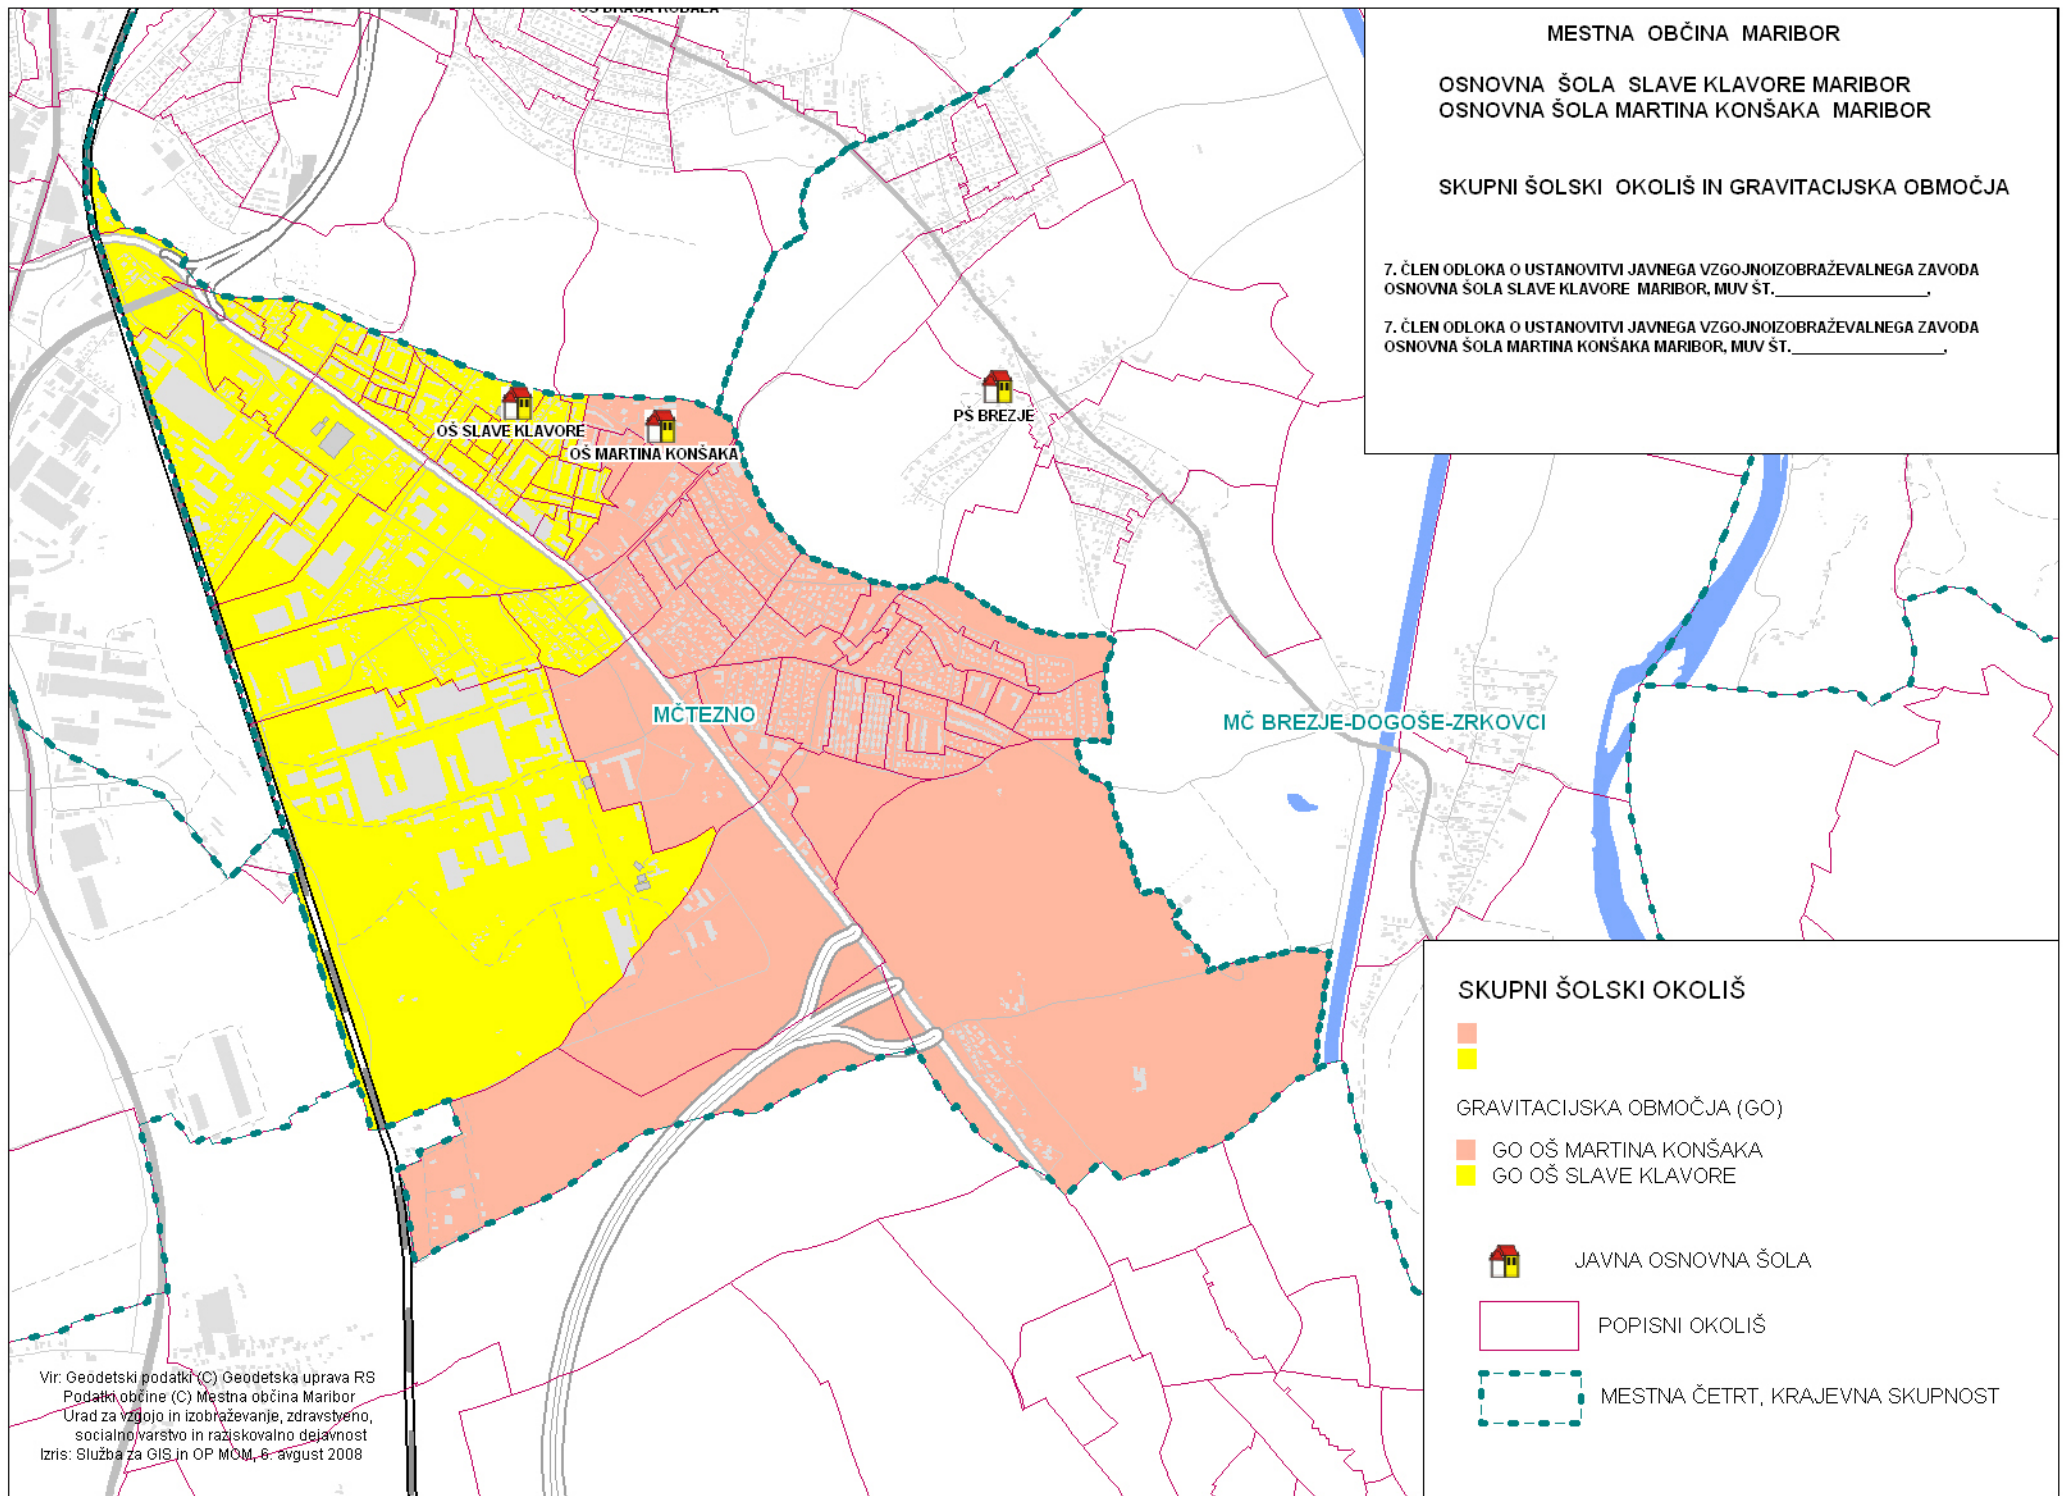 OŠ DRAGA KOBALA
MESTNA OBČINA MARIBOR
OSNOVNA ŠOLA SLAVE KLAVORE MARIBOR
OSNOVNA ŠOLA MARTINA KONŠAKA MARIBOR
SKUPNI ŠOLSKI OKOLIŠ IN GRAVITACIJSKA OBMOČJA
7. ČLEN ODLOKA O USTANOVITVI JAVNEGA VZGOJNOIZOBRAŽEVALNEGA ZAVODA
OSNOVNA ŠOLA SLAVE KLAVORE MARIBOR, MUV ŠT.____________________,
7. ČLEN ODLOKA O USTANOVITVI JAVNEGA VZGOJNOIZOBRAŽEVALNEGA ZAVODA
OSNOVNA ŠOLA MARTINA KONŠAKA MARIBOR, MUV ŠT.____________________,
PŠ BREZJE
OŠ SLAVE KLAVORE
OŠ MARTINA KONŠAKA
MČTEZNO
MČ BREZJE-DOGOŠE-ZRKOVCI
SKUPNI ŠOLSKI OKOLIŠ
GRAVITACIJSKA OBMOČJA (GO)
GO OŠ MARTINA KONŠAKA
GO OŠ SLAVE KLAVORE
JAVNA OSNOVNA ŠOLA
POPISNI OKOLIŠ
MESTNA ČETRT, KRAJEVNA SKUPNOST
Vir: Geodetski podatki (C) Geodetska uprava RS
Podatki občine (C) Mestna občina Maribor
Urad za vzgojo in izobraževanje, zdravstveno,
socialno varstvo in raziskovalno dejavnost
Izris: Služba za GIS in OP MOM, 6. avgust 2008